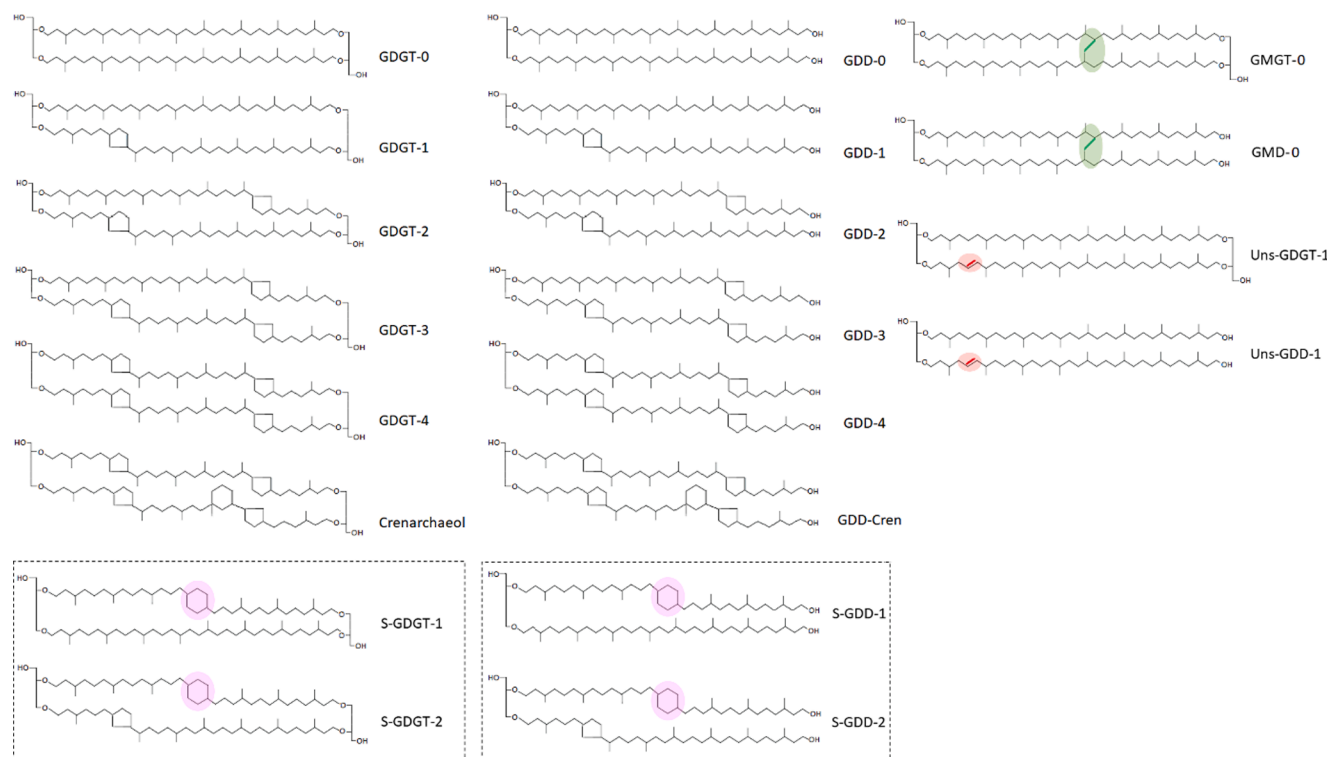 HO
O O
O O
OH
GDGT-0
HO
O O
O O
OH
GDGT-1
HO
O O
O O
OH
GDGT-2
HO
O O
O O
OH
GDGT-3
HO
O O
O O
OH
GDGT-4
HO
O O
O O
OH
Crenarchaeol
HO
O O
O O
OH
S-GDGT-1
HO
O O
O O
OH
S-GDGT-2
HO
O OH
O OH
GDD-0
HO
O OH
O OH
GDD-1
HO
O OH
O OH
GDD-2
HO
O OH
O OH
GDD-3
HO
O OH
O OH
GDD-4
HO
O OH
O OH
GDD-Cren
HO
O OH
O OH
S-GDD-1
HO
O OH
O OH
S-GDD-2
HO
O O
O O
OH
GMGT-0
HO
O OH
O OH
GMD-0
HO
O O
O O
OH
Uns-GDGT-1
HO
O OH
O OH
Uns-GDD-1